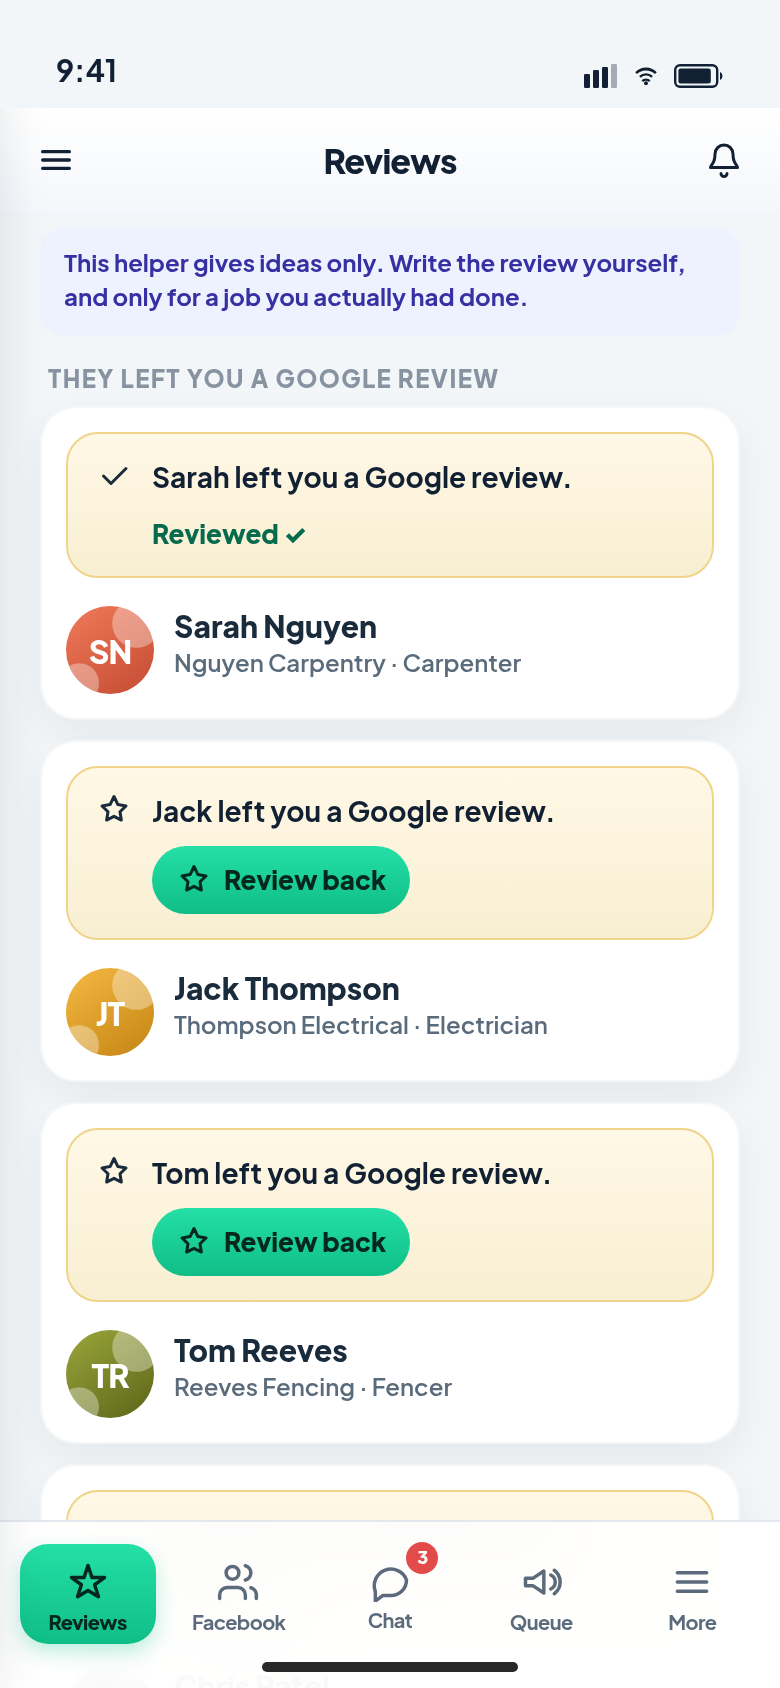 9:41
Reviews
This helper gives ideas only. Write the review yourself,
and only for a job you actually had done.
THEY LEFT YOU A GOOGLE REVIEW
Sarah left you a Google review.
Reviewed ✓
SN
Sarah Nguyen
Nguyen Carpentry · Carpenter
Jack left you a Google review.
Review back
JT
Jack Thompson
Thompson Electrical · Electrician
Tom left you a Google review.
Review back
TR
Tom Reeves
Reeves Fencing · Fencer
3
Reviews
Facebook
Chat
Queue
More
Chris Patel